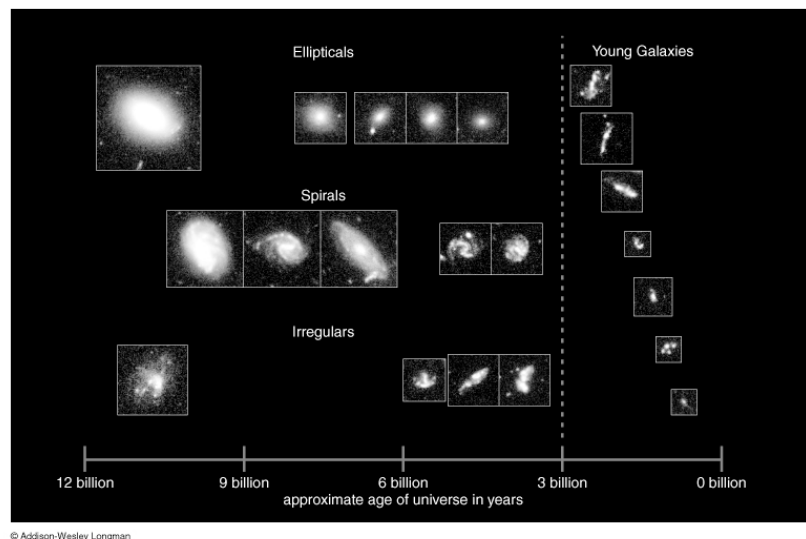 Ellipticals
Young Galaxies
Spirals
Irregulars
12 billion
9 billion
6 billion
3 billion
0 billion
approximate age of universe in years
© Addison-Wesley Longman